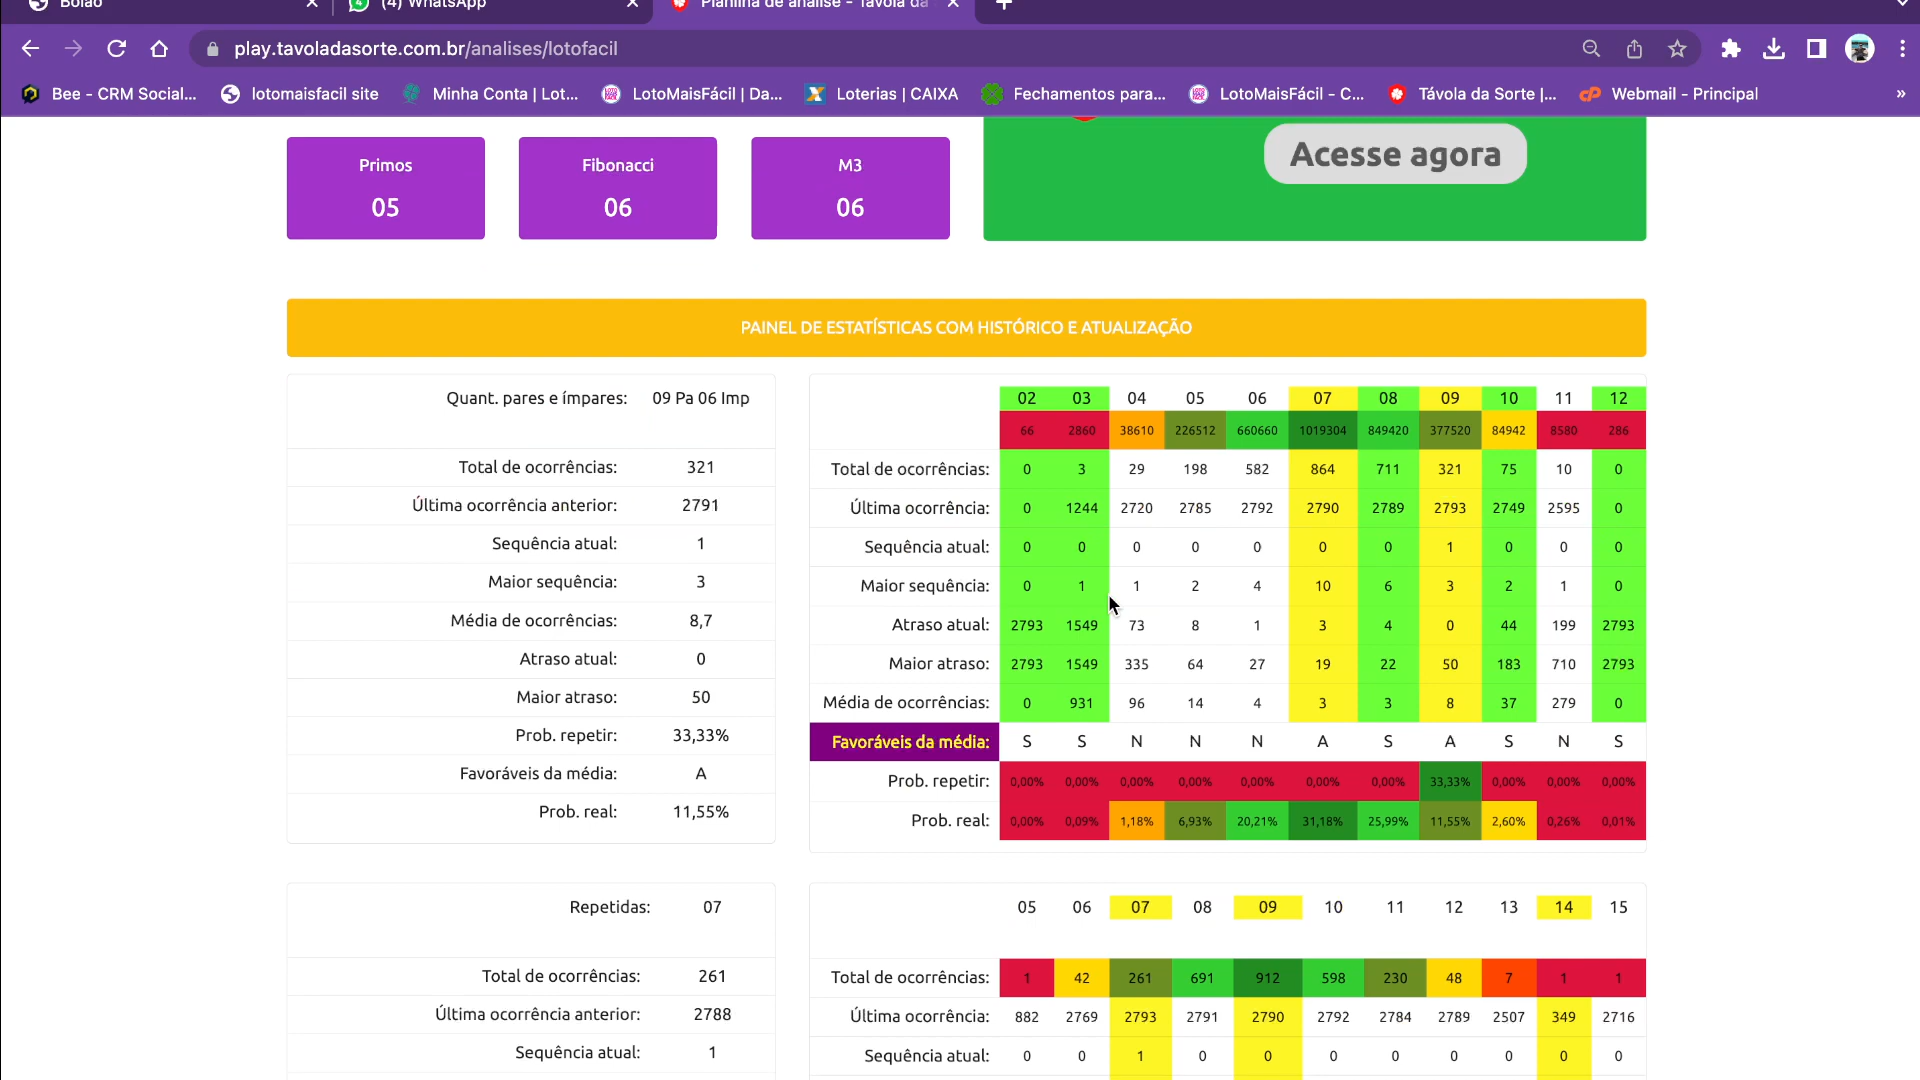 Bolão
(4) WhatsApp
Planilha de análise - Távola da
play.tavoladasorte.com.br/analises/lotofacil
Bee - CRM Social... lotomaisfacil site Minha Conta | Lot... LotoMaisFácil | Da... Loterias | CAIXA Fechamentos para... LotoMaisFácil - C... Távola da Sorte |... Webmail - Principal »
Primos
05
Fibonacci
06
M3
06
Acesse agora
PAINEL DE ESTATÍSTICAS COM HISTÓRICO E ATUALIZAÇÃO
Quant. pares e ímpares: 09 Pa 06 Imp
Total de ocorrências: 321
Última ocorrência anterior: 2791
Sequência atual: 1
Maior sequência: 3
Média de ocorrências: 8,7
Atraso atual: 0
Maior atraso: 50
Prob. repetir: 33,33%
Favoráveis da média: A
Prob. real: 11,55%
02 03 04 05 06 07 08 09 10 11 12
66 2860 38610 226512 660660 1019304 849420 377520 84942 8580 286
Total de ocorrências: 0 3 29 198 582 864 711 321 75 10 0
Última ocorrência: 0 1244 2720 2785 2792 2790 2789 2793 2749 2595 0
Sequência atual: 0 0 0 0 0 0 0 1 0 0 0
Maior sequência: 0 1 1 2 4 10 6 3 2 1 0
Atraso atual: 2793 1549 73 8 1 3 4 0 44 199 2793
Maior atraso: 2793 1549 335 64 27 19 22 50 183 710 2793
Média de ocorrências: 0 931 96 14 4 3 3 8 37 279 0
Favoráveis da média: S S N N N A S A S N S
Prob. repetir: 0,00% 0,00% 0,00% 0,00% 0,00% 0,00% 0,00% 33,33% 0,00% 0,00% 0,00%
Prob. real: 0,00% 0,09% 1,18% 6,93% 20,21% 31,18% 25,99% 11,55% 2,60% 0,26% 0,01%
Repetidas: 07
Total de ocorrências: 261
Última ocorrência anterior: 2788
Sequência atual: 1
05 06 07 08 09 10 11 12 13 14 15
Total de ocorrências: 1 42 261 691 912 598 230 48 7 1 1
Última ocorrência: 882 2769 2793 2791 2790 2792 2784 2789 2507 349 2716
Sequência atual: 0 0 1 0 0 0 0 0 0 0 0